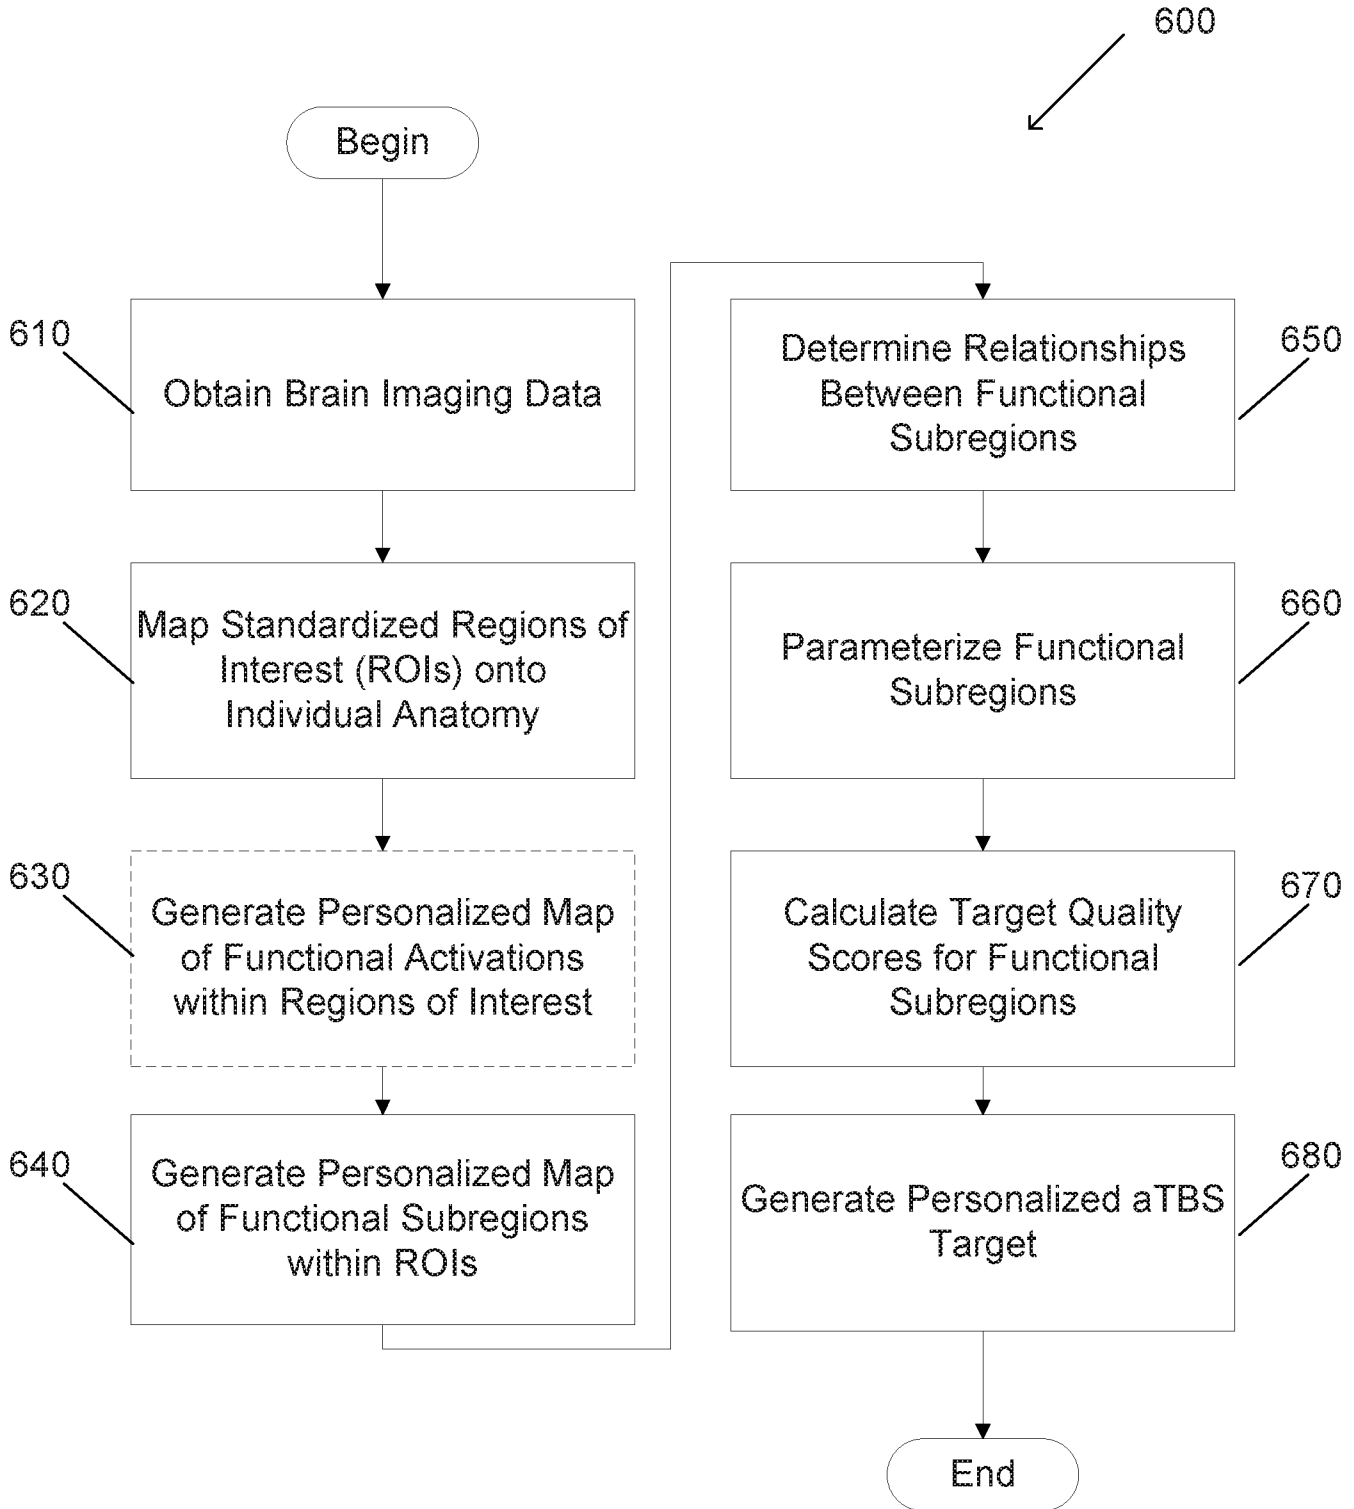 600
Begin
610
Obtain Brain Imaging Data
620
Map Standardized Regions of
Interest (ROIs) onto
Individual Anatomy
630
Generate Personalized Map
of Functional Activations
within Regions of Interest
640
Generate Personalized Map
of Functional Subregions
within ROIs
650
Determine Relationships
Between Functional
Subregions
660
Parameterize Functional
Subregions
670
Calculate Target Quality
Scores for Functional
Subregions
680
Generate Personalized aTBS
Target
End